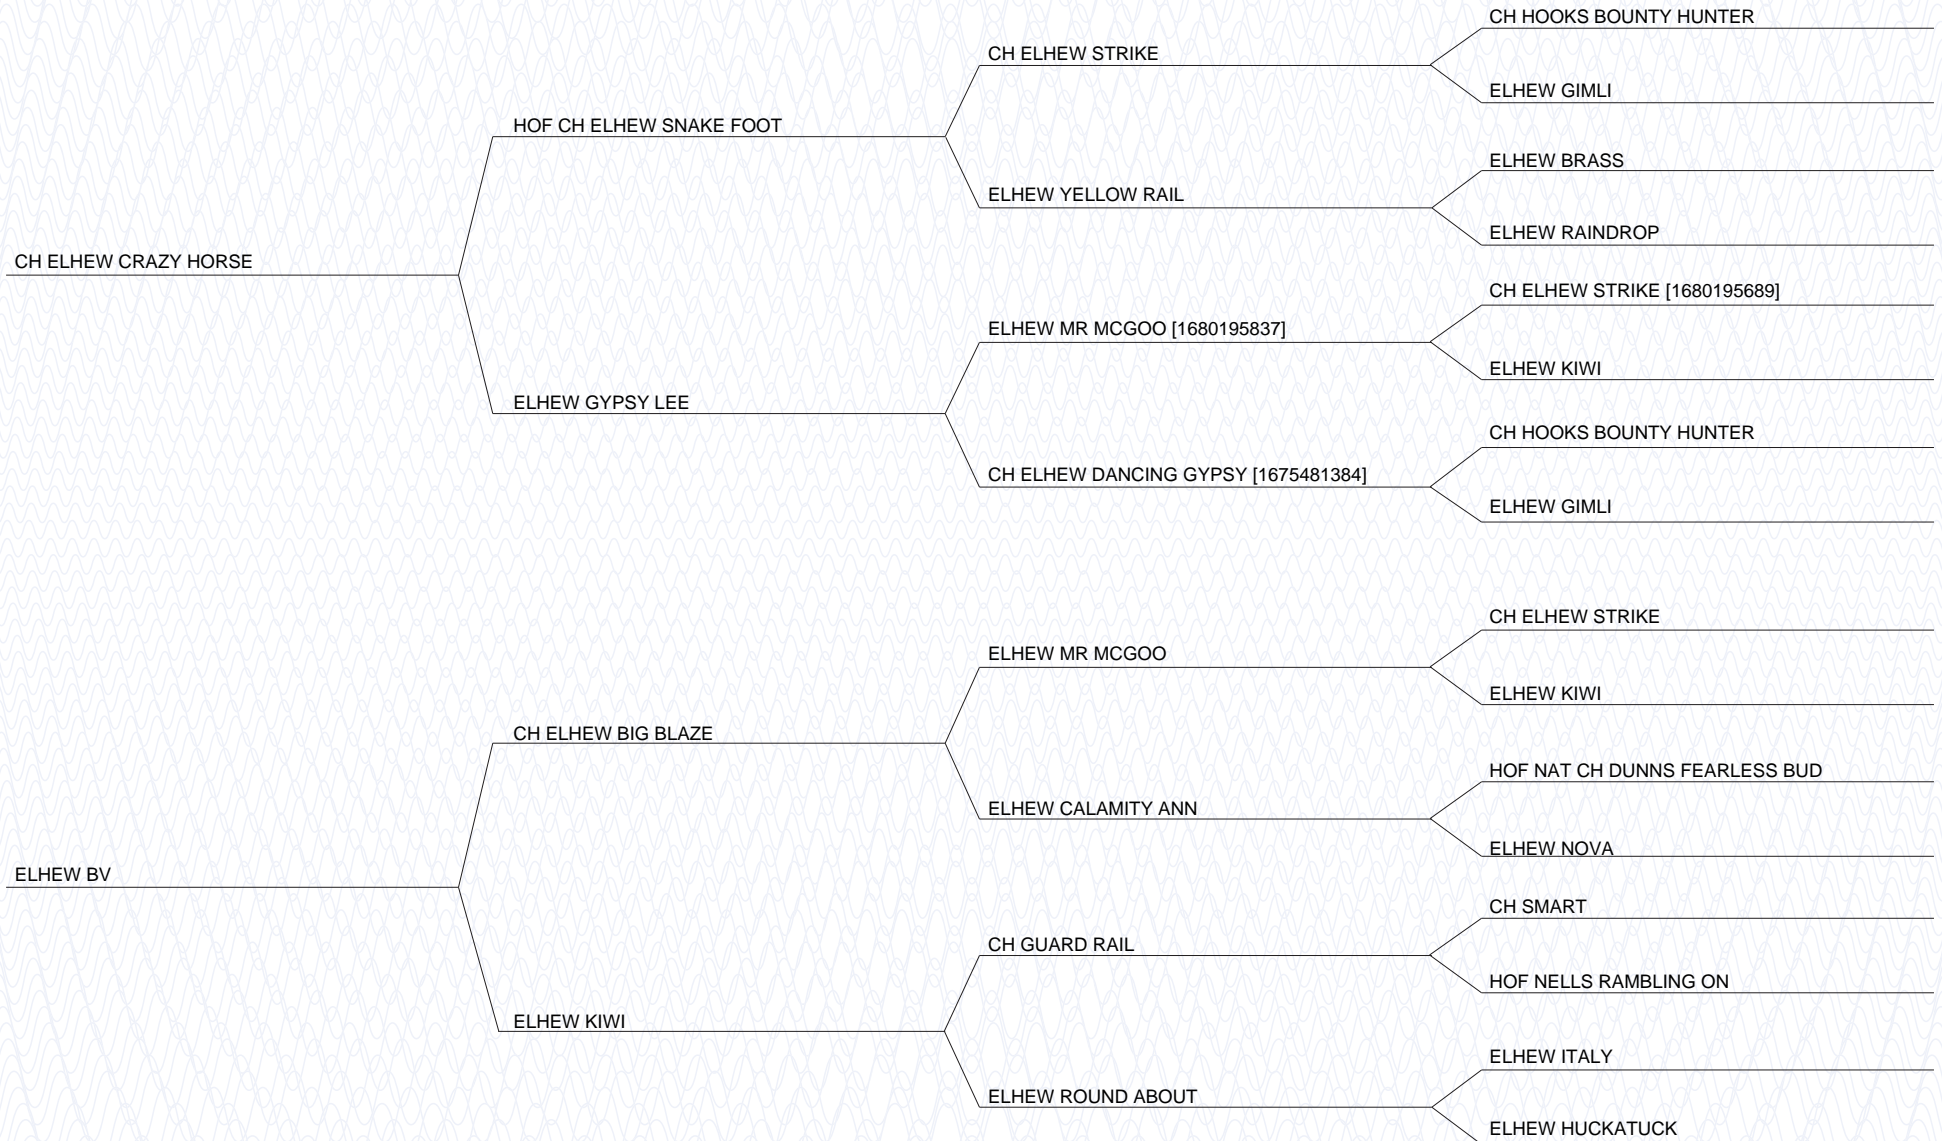 CH HOOKS BOUNTY HUNTER
CH ELHEW STRIKE
ELHEW GIMLI
HOF CH ELHEW SNAKE FOOT
ELHEW BRASS
ELHEW YELLOW RAIL
ELHEW RAINDROP
CH ELHEW CRAZY HORSE
CH ELHEW STRIKE [1680195689]
ELHEW MR MCGOO [1680195837]
ELHEW KIWI
ELHEW GYPSY LEE
CH HOOKS BOUNTY HUNTER
CH ELHEW DANCING GYPSY [1675481384]
ELHEW GIMLI
CH ELHEW STRIKE
ELHEW MR MCGOO
ELHEW KIWI
CH ELHEW BIG BLAZE
HOF NAT CH DUNNS FEARLESS BUD
ELHEW CALAMITY ANN
ELHEW NOVA
ELHEW BV
CH SMART
CH GUARD RAIL
HOF NELLS RAMBLING ON
ELHEW KIWI
ELHEW ITALY
ELHEW ROUND ABOUT
ELHEW HUCKATUCK